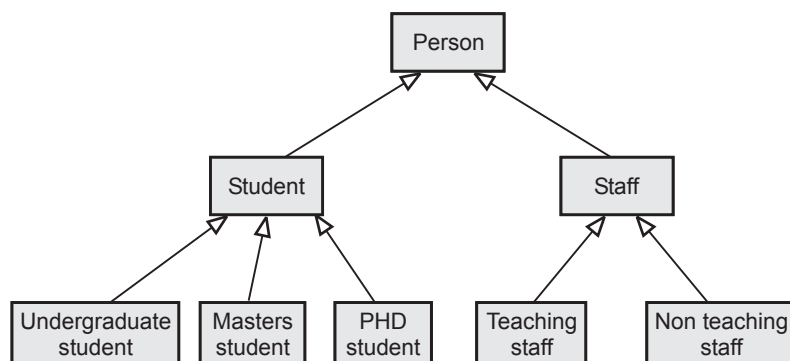 Person
Student
Staff
Undergraduate
student
Masters
student
PHD
student
Teaching
staff
Non teaching
staff